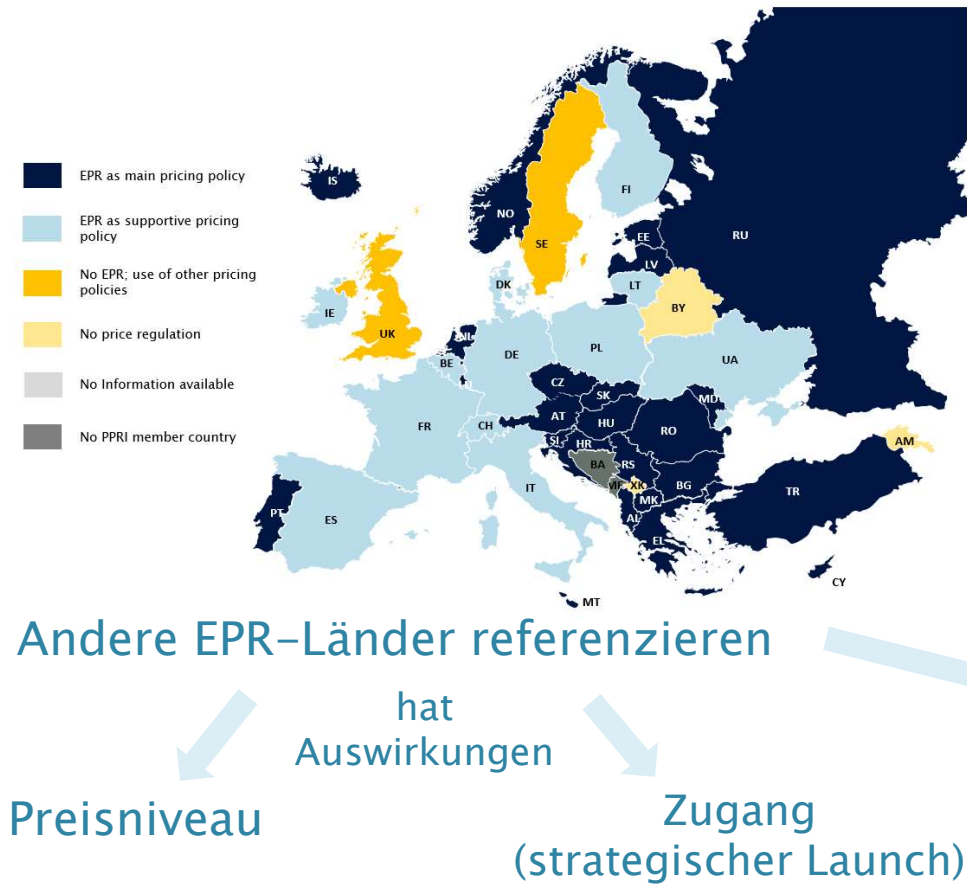 EPR as main pricing policy
EPR as supportive pricing
policy
No EPR; use of other pricing
policies
No price regulation
No Information available
No PPRI member country
IS
NO
FI
SE
RU
EE
LV
LT
DK
IE
BY
UK
NL
BE
DE
PL
UA
CZ
SK
MD
FR
CH
AT
HU
RO
SI
HR
BA
RS
IT
XK
BG
AM
PT
ES
MK
AL
TR
EL
CY
MT
Andere EPR-Länder referenzieren
hat
Auswirkungen
Preisniveau
Zugang
(strategischer Launch)